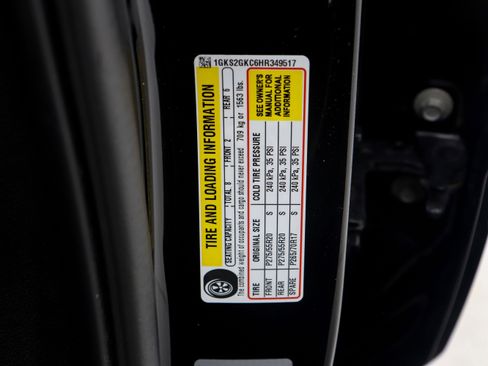 1GKS2GKC6HR349517
TIRE AND LOADING INFORMATION
SEATING CAPACITY TOTAL 8 FRONT 2 REAR 6
The combined weight of occupants and cargo should never exceed 709 kg or 1563 lbs.
TIRE ORIGINAL SIZE COLD TIRE PRESSURE
FRONT P275/55R20 S 240 kPa, 35 PSI
REAR P275/55R20 S 240 kPa, 35 PSI
SPARE P265/70R17 S 240 kPa, 35 PSI
SEE OWNER'S
MANUAL FOR
ADDITIONAL
INFORMATION